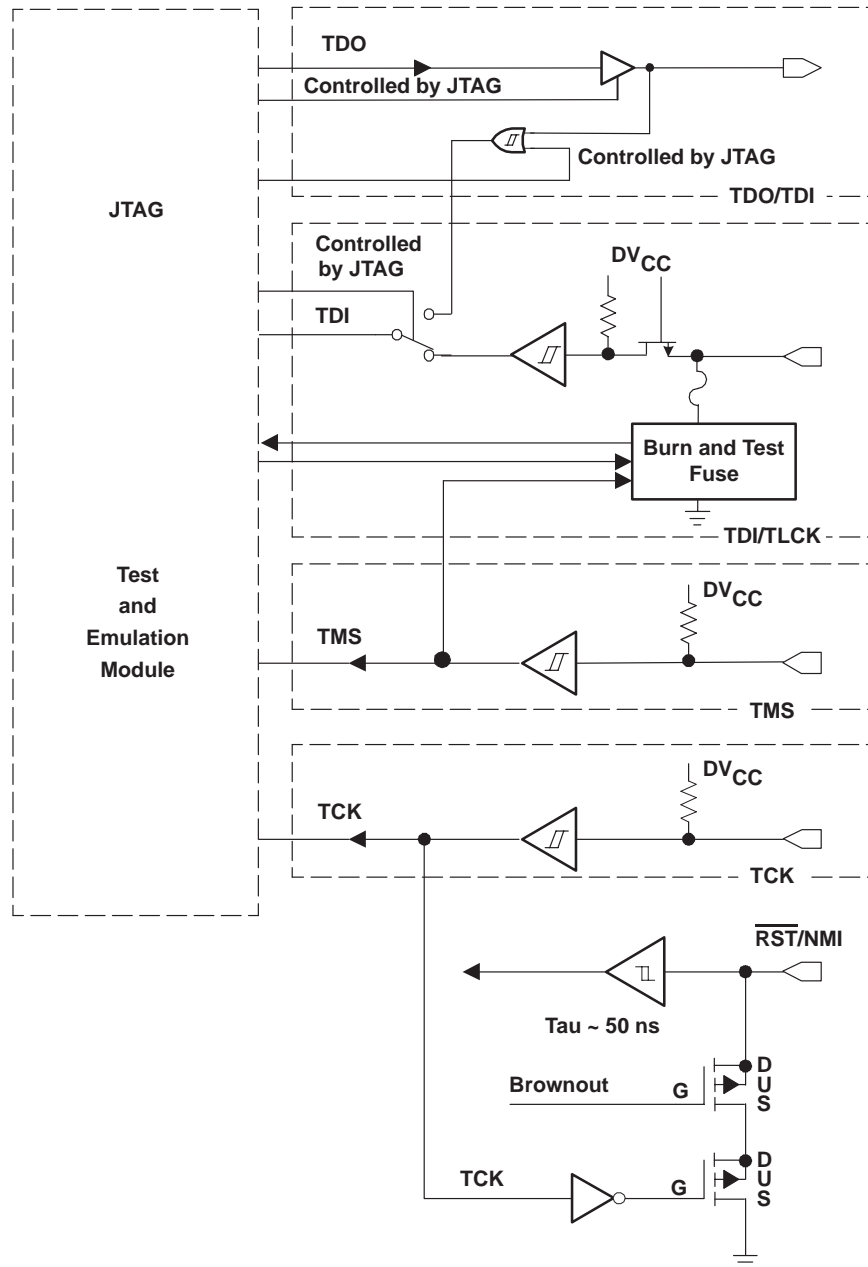 TDO
Controlled by JTAG
Controlled by JTAG
TDO/TDI
JTAG
Controlled
by JTAG
TDI
DVCC
Burn and Test
Fuse
TDI/TLCK
Test
and
Emulation
Module
TMS
DVCC
TMS
TCK
DVCC
TCK
RST/NMI
Tau ~ 50 ns
Brownout
G
D
U
S
TCK
G
D
U
S